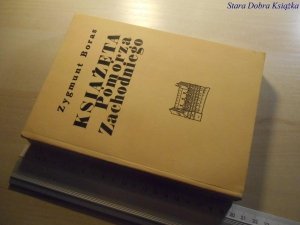 Stara Dobra Książka
Zygmunt Boras
KSIĄŻĘTA
Pomorza
Zachodniego